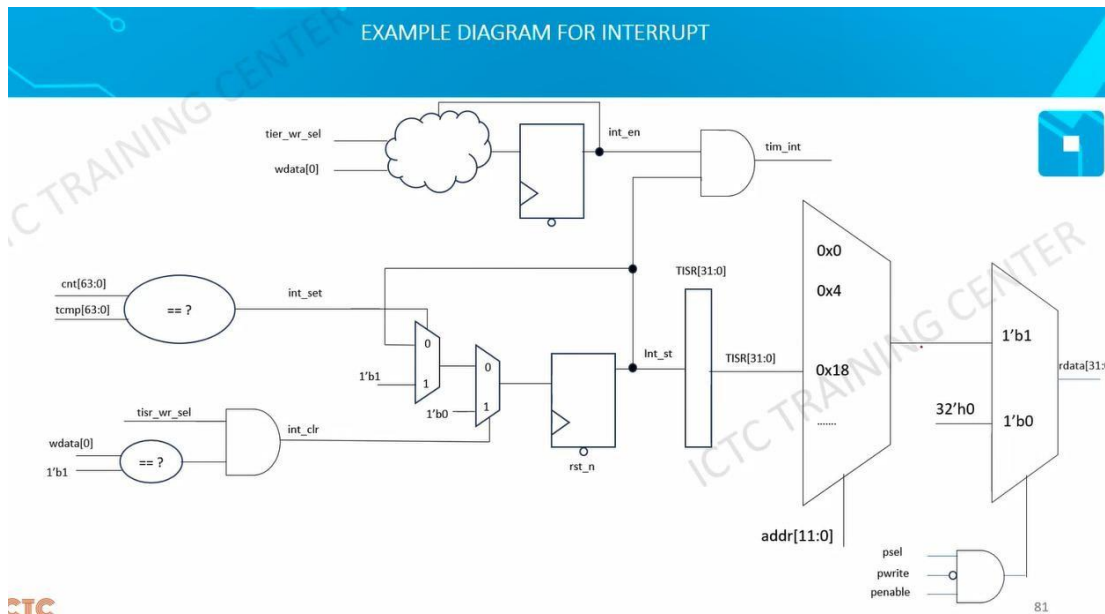 EXAMPLE DIAGRAM FOR INTERRUPT
ICTC TRAINING CENTER
tier_wr_sel
wdata[0]
int_en
tim_int
cnt[63:0]
tcmp[63:0]
== ?
int_set
0
1
1'b1
0
1
1'b0
tisr_wr_sel
wdata[0]
1'b1
== ?
int_clr
rst_n
Int_st
TISR[31:0]
TISR[31:0]
0x0
0x4
0x18
.......
addr[11:0]
1'b1
32'h0
1'b0
rdata[31:0
psel
pwrite
penable
ICTC TRAINING CENTER
ICTC
81